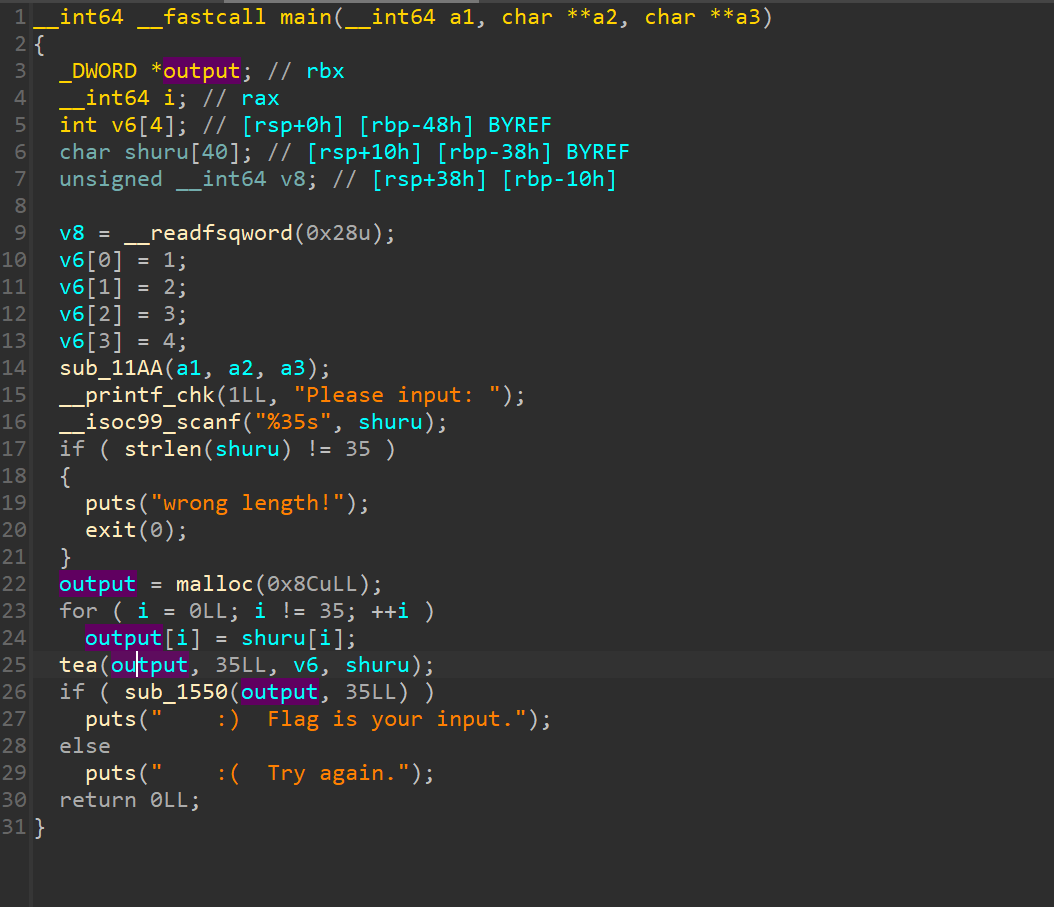 1 __int64 __fastcall main(__int64 a1, char **a2, char **a3)
2 {
3   _DWORD *output; // rbx
4   __int64 i; // rax
5   int v6[4]; // [rsp+0h] [rbp-48h] BYREF
6   char shuru[40]; // [rsp+10h] [rbp-38h] BYREF
7   unsigned __int64 v8; // [rsp+38h] [rbp-10h]
8
9   v8 = __readfsqword(0x28u);
10   v6[0] = 1;
11   v6[1] = 2;
12   v6[2] = 3;
13   v6[3] = 4;
14   sub_11AA(a1, a2, a3);
15   __printf_chk(1LL, "Please input: ");
16   __isoc99_scanf("%35s", shuru);
17   if ( strlen(shuru) != 35 )
18   {
19     puts("wrong length!");
20     exit(0);
21   }
22   output = malloc(0x8CuLL);
23   for ( i = 0LL; i != 35; ++i )
24     output[i] = shuru[i];
25   tea(output, 35LL, v6, shuru);
26   if ( sub_1550(output, 35LL) )
27     puts("    :)  Flag is your input.");
28   else
29     puts("    :(  Try again.");
30   return 0LL;
31 }